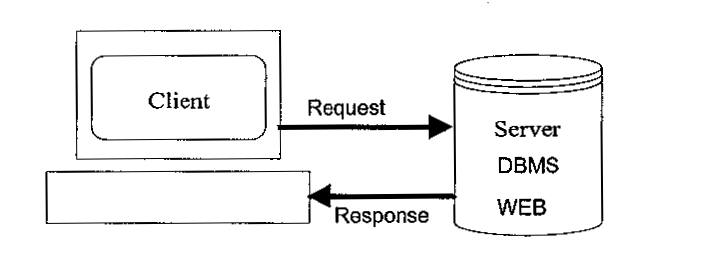 Client
Request
Server
DBMS
WEB
Response